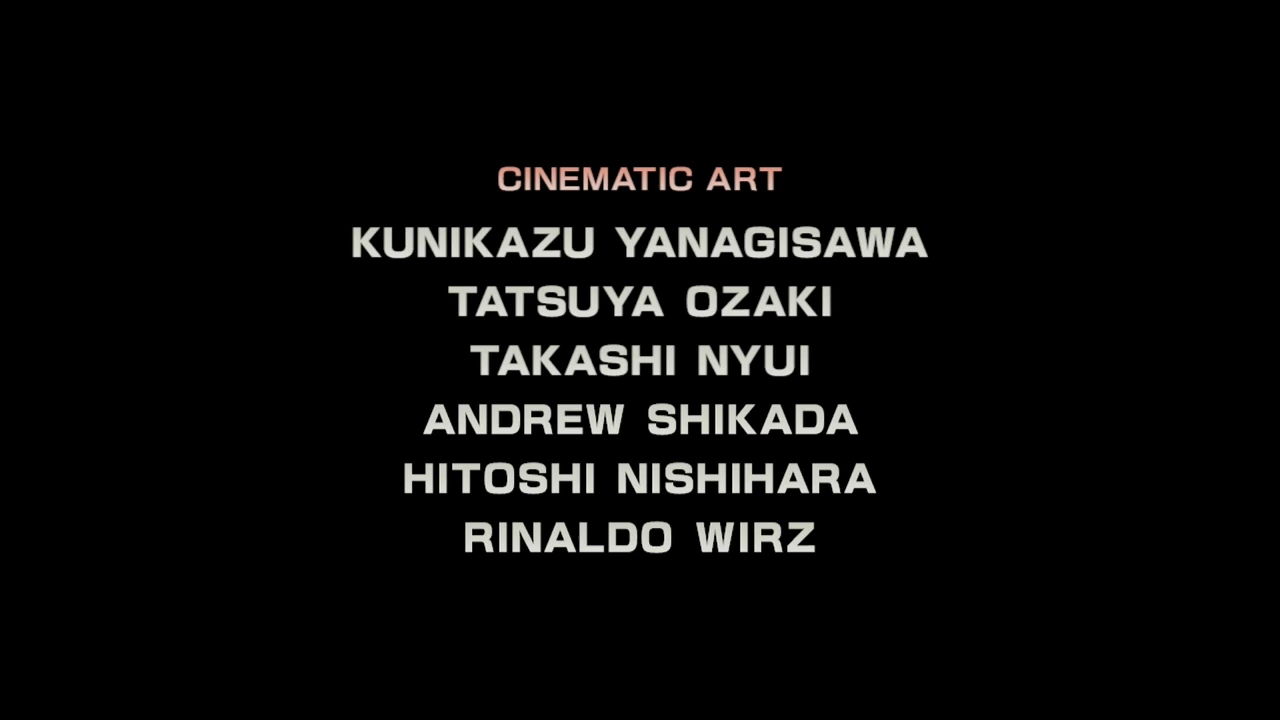 CINEMATIC ART
KUNIKAZU YANAGISAWA
TATSUYA OZAKI
TAKASHI NYUI
ANDREW SHIKADA
HITOSHI NISHIHARA
RINALDO WIRZ